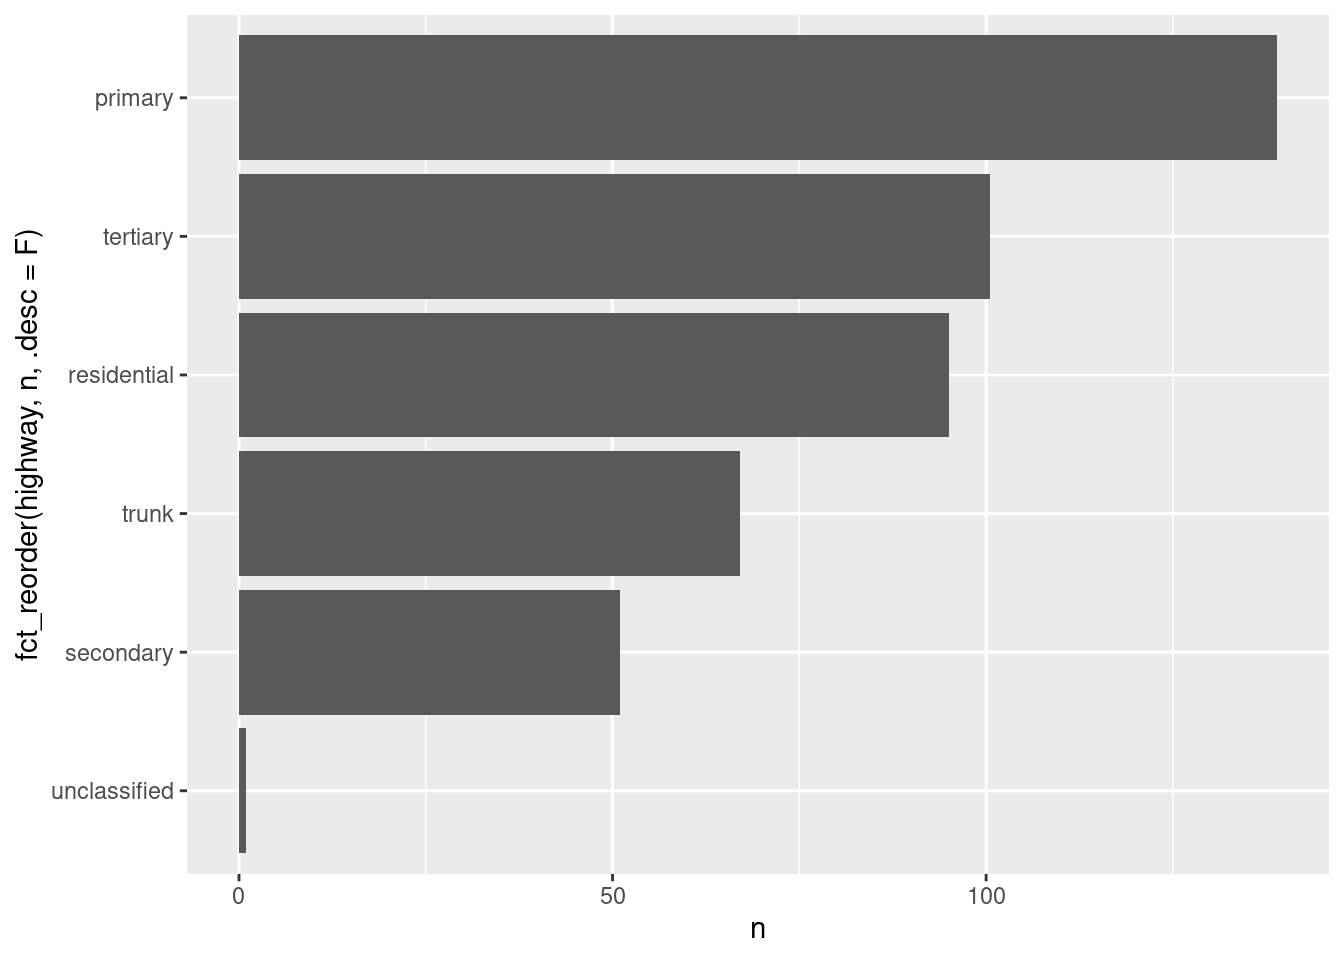 fct_reorder(highway, n, .desc = F)
primary
tertiary
residential
trunk
secondary
unclassified
0 50 100
n